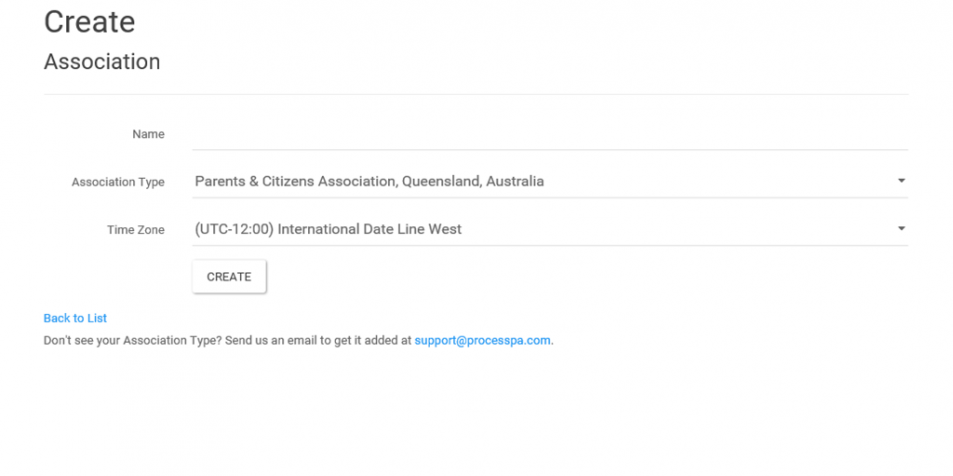 Create
Association
Name
Association Type Parents & Citizens Association, Queensland, Australia
Time Zone (UTC-12:00) International Date Line West
CREATE
Back to List
Don't see your Association Type? Send us an email to get it added at support@processpa.com.